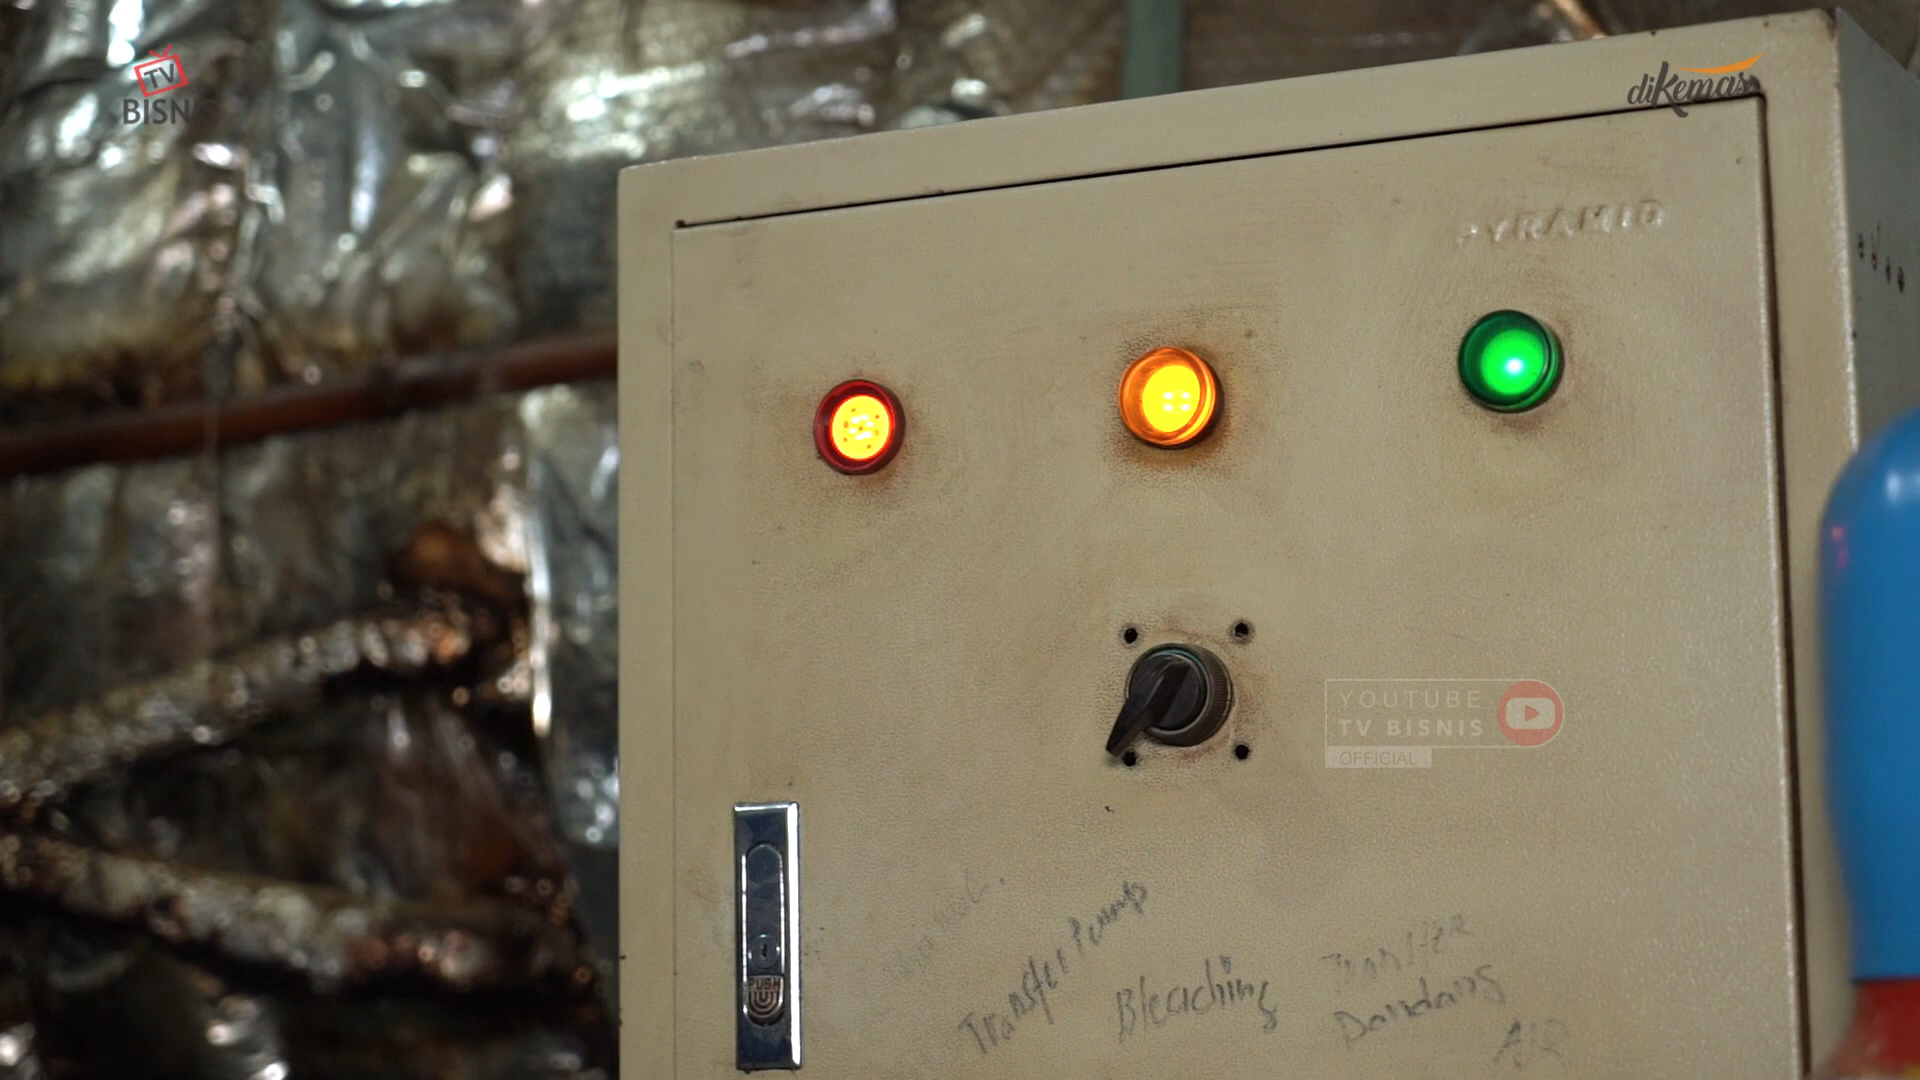 TV
BISNIS
diKemas
PYRAMID
YOUTUBE
TV BISNIS
OFFICIAL
Transfer Pump
Bleaching
Transfer
Dandang
AIR
PUSH